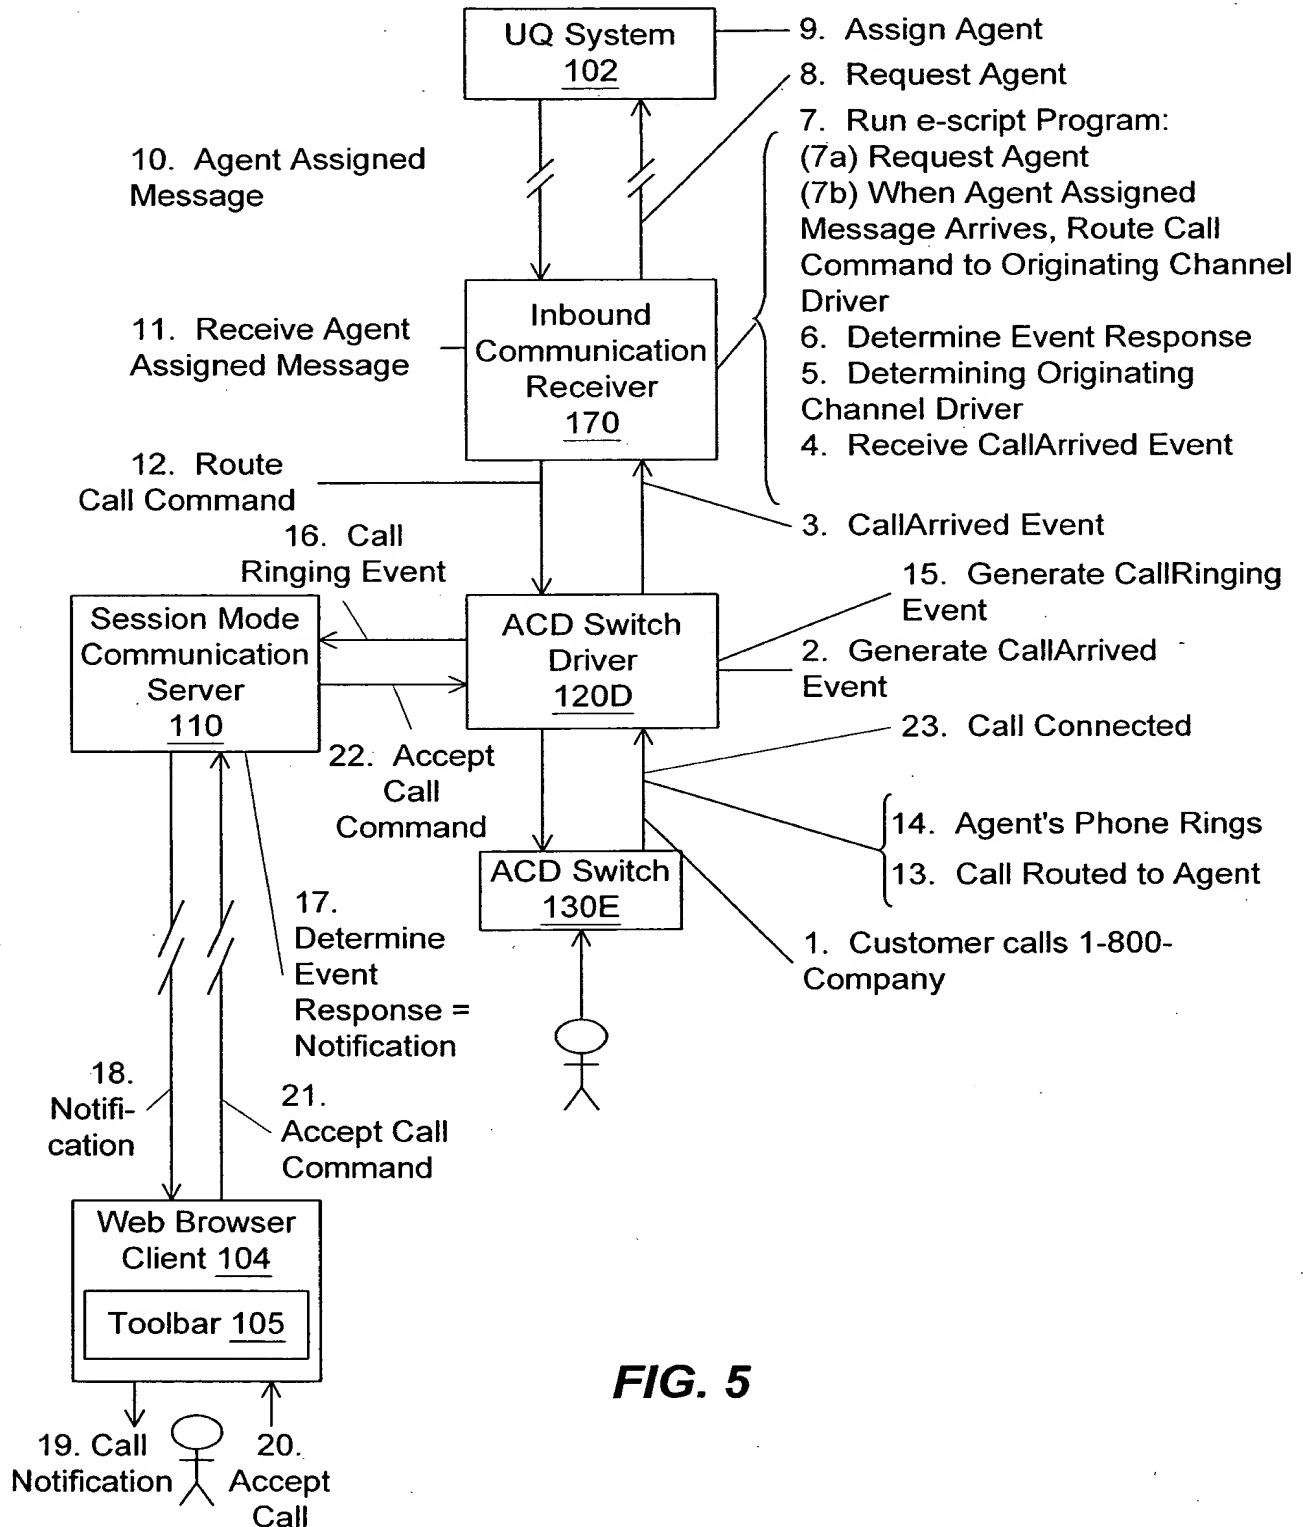 UQ System
102
9. Assign Agent
8. Request Agent
7. Run e-script Program:
(7a) Request Agent
(7b) When Agent Assigned
Message Arrives, Route Call
Command to Originating Channel
Driver
6. Determine Event Response
5. Determining Originating
Channel Driver
4. Receive CallArrived Event
10. Agent Assigned
Message
Inbound
Communication
Receiver
170
11. Receive Agent
Assigned Message
12. Route
Call Command
3. CallArrived Event
16. Call
Ringing Event
15. Generate CallRinging
Event
2. Generate CallArrived
Event
Session Mode
Communication
Server
110
ACD Switch
Driver
120D
23. Call Connected
22. Accept
Call
Command
14. Agent's Phone Rings
13. Call Routed to Agent
ACD Switch
130E
1. Customer calls 1-800-
Company
17.
Determine
Event
Response =
Notification
18.
Notifi-
cation
21.
Accept Call
Command
Web Browser
Client 104
Toolbar 105
FIG. 5
19. Call
Notification
20.
Accept
Call